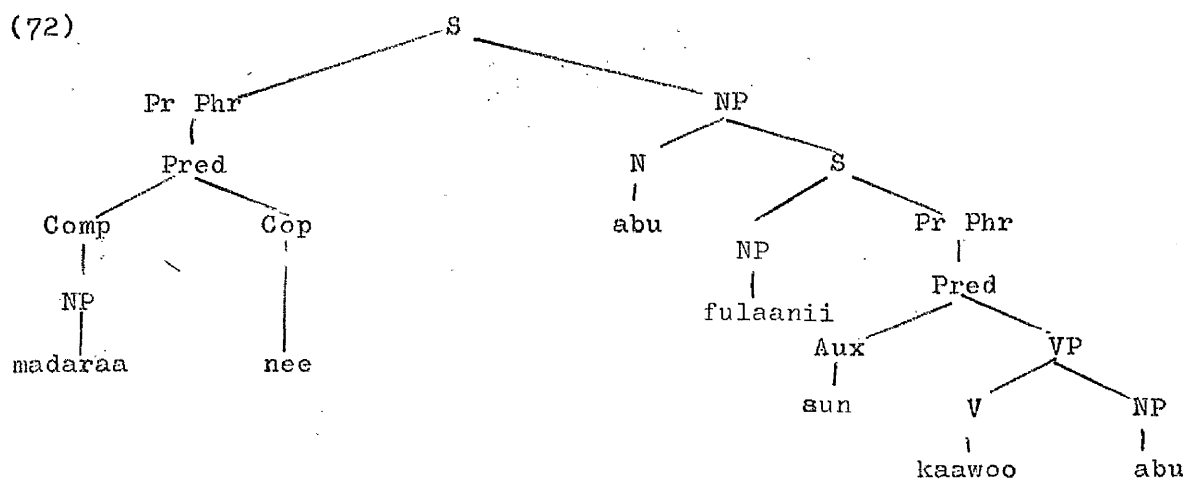 (72)
S
Pr Phr NP
Pred N S
Comp Cop abu NP Pr Phr
NP fulaanii Pred
madaraa nee Aux VP
sun V NP
kaawoo abu